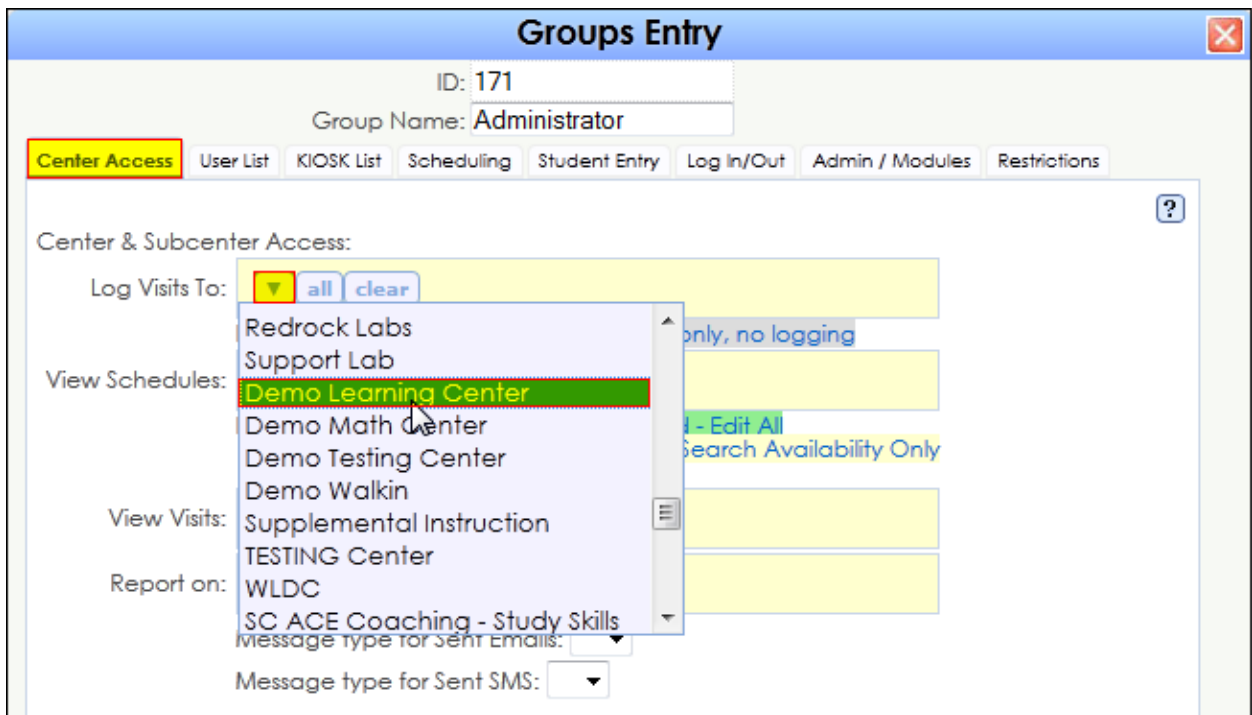 Groups Entry
ID: 171
Group Name: Administrator
Center Access User List KIOSK List Scheduling Student Entry Log In/Out Admin / Modules Restrictions
?
Center & Subcenter Access:
Log Visits To: ▼ all clear
Redrock Labs
only, no logging
Support Lab
View Schedules:
Demo Learning Center
Demo Math Center
- Edit All
Search Availability Only
Demo Testing Center
Demo Walkin
View Visits:
Supplemental Instruction
TESTING Center
Report on:
WLDC
SC ACE Coaching - Study Skills
Message type for Sent Emails:
Message type for Sent SMS: